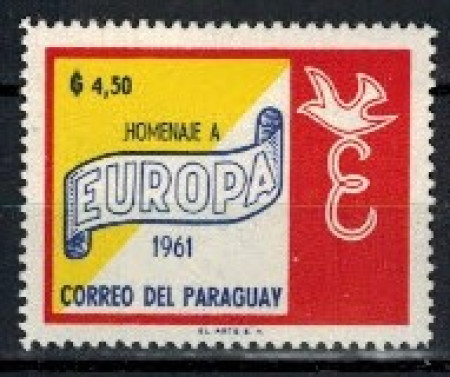 ₲ 4,50
HOMENAJE A
EUROPA
1961
CORREO DEL PARAGUAY
E